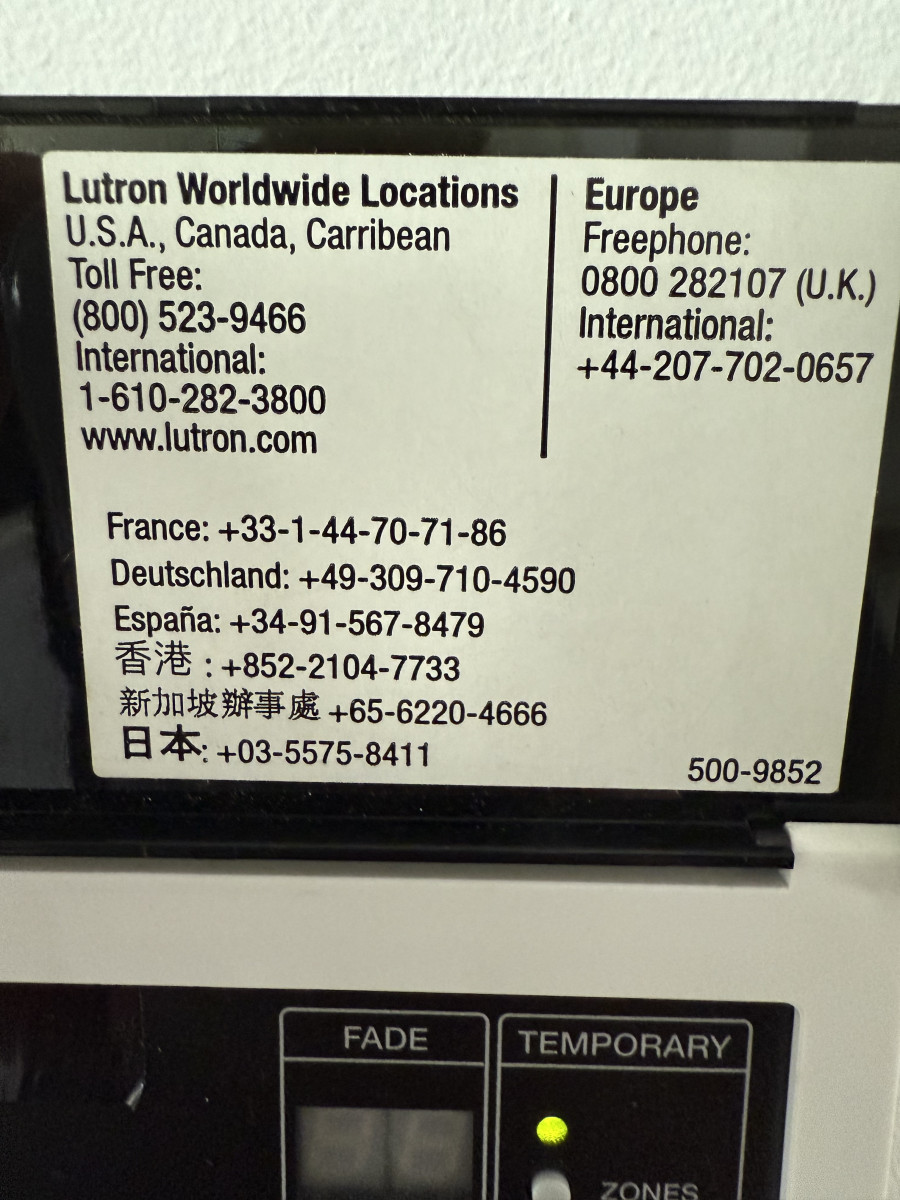 Lutron Worldwide Locations
U.S.A., Canada, Carribean
Toll Free:
(800) 523-9466
International:
1-610-282-3800
www.lutron.com
Europe
Freephone:
0800 282107 (U.K.)
International:
+44-207-702-0657
France: +33-1-44-70-71-86
Deutschland: +49-309-710-4590
España: +34-91-567-8479
香港 : +852-2104-7733
新加坡辦事處 +65-6220-4666
日本: +03-5575-8411
500-9852
FADE
TEMPORARY
ZONES